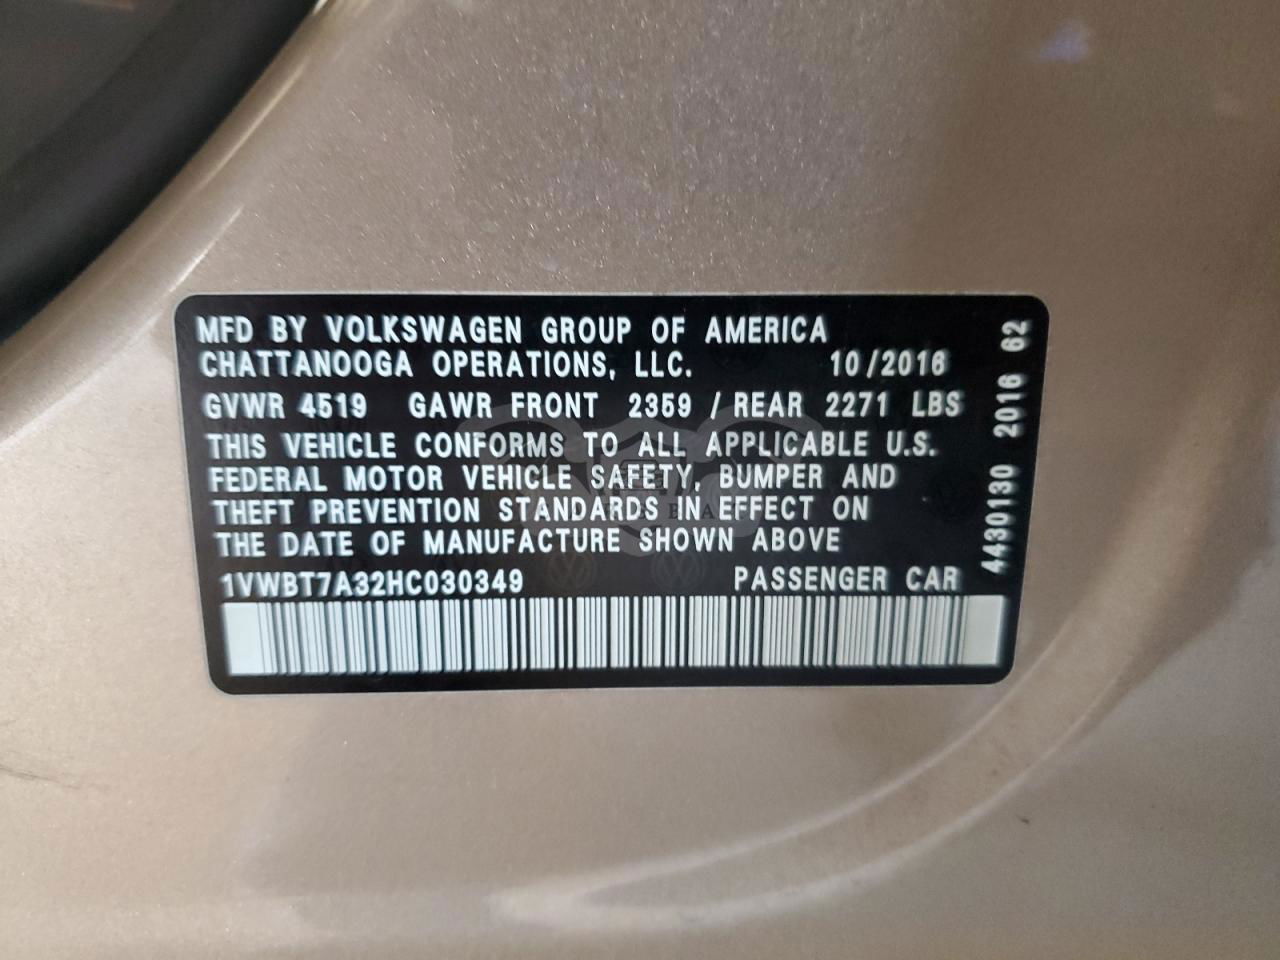 MFD BY VOLKSWAGEN GROUP OF AMERICA
CHATTANOOGA OPERATIONS, LLC. 10/2016
GVWR 4519 GAWR FRONT 2359 / REAR 2271 LBS
THIS VEHICLE CONFORMS TO ALL APPLICABLE U.S.
FEDERAL MOTOR VEHICLE SAFETY, BUMPER AND
THEFT PREVENTION STANDARDS IN EFFECT ON
THE DATE OF MANUFACTURE SHOWN ABOVE
1VWBT7A32HC030349 PASSENGER CAR
4430130 2016 62